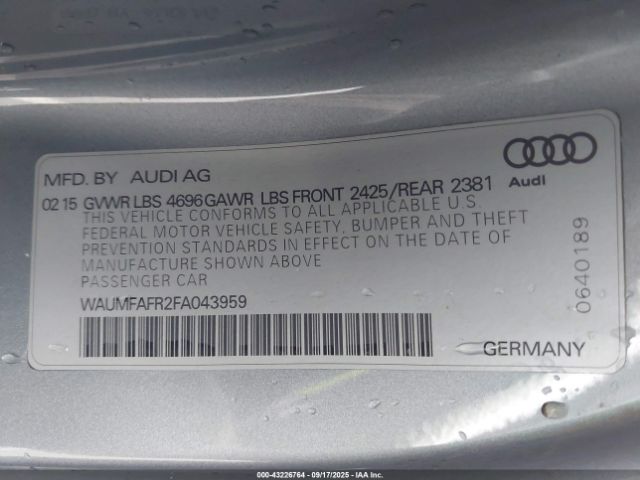 MFD. BY AUDI AG
Audi
02 15 GVWR LBS 4696 GAWR LBS FRONT 2425/REAR 2381
THIS VEHICLE CONFORMS TO ALL APPLICABLE U.S.
FEDERAL MOTOR VEHICLE SAFETY, BUMPER AND THEFT
PREVENTION STANDARDS IN EFFECT ON THE DATE OF
MANUFACTURE SHOWN ABOVE
PASSENGER CAR
0640189
WAUMFAFR2FA043959
GERMANY
000-43226764 - 09/17/2025 - IAA Inc.